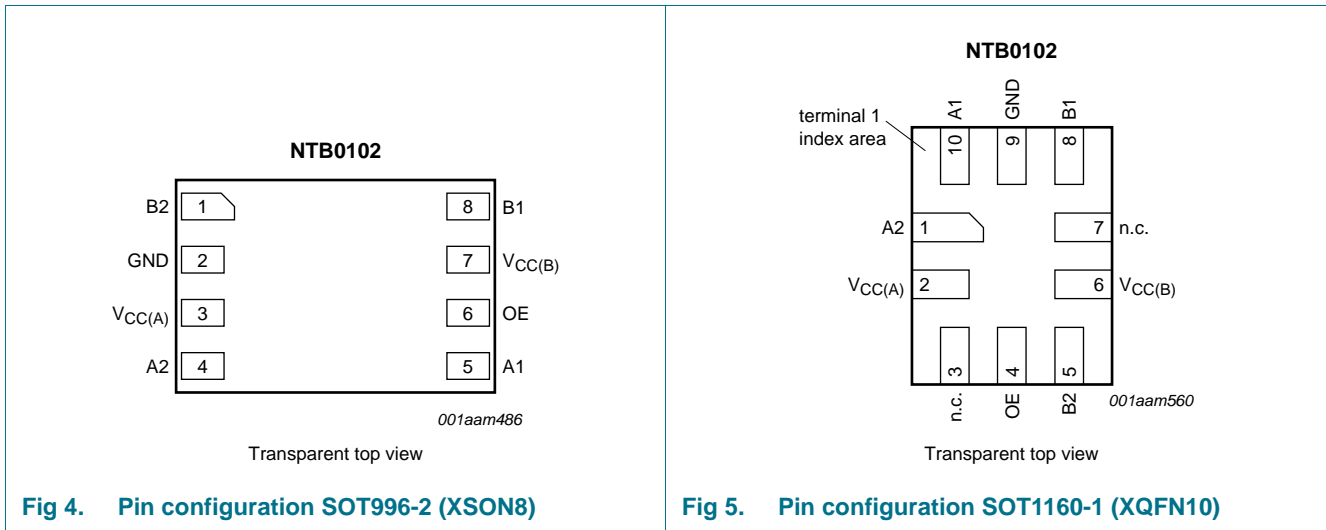 NTB0102
B2 1 8 B1
GND 2 7 VCC(B)
VCC(A) 3 6 OE
A2 4 5 A1
001aam486
Transparent top view
Fig 4. Pin configuration SOT996-2 (XSON8)
NTB0102
terminal 1
index area
A1 GND B1
10 9 8
A2 1 7 n.c.
VCC(A) 2 6 VCC(B)
3 4 5
n.c. OE B2
001aam560
Transparent top view
Fig 5. Pin configuration SOT1160-1 (XQFN10)